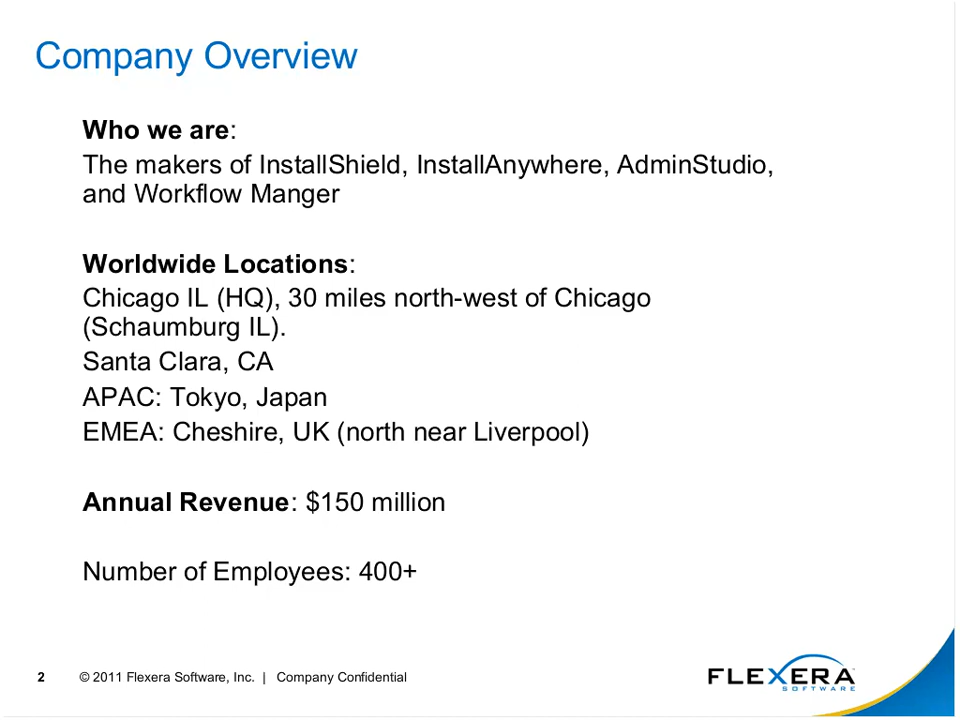 Company Overview
Who we are:
The makers of InstallShield, InstallAnywhere, AdminStudio,
and Workflow Manger
Worldwide Locations:
Chicago IL (HQ), 30 miles north-west of Chicago
(Schaumburg IL).
Santa Clara, CA
APAC: Tokyo, Japan
EMEA: Cheshire, UK (north near Liverpool)
Annual Revenue: $150 million
Number of Employees: 400+
2 © 2011 Flexera Software, Inc. | Company Confidential
FLEXERA
SOFTWARE